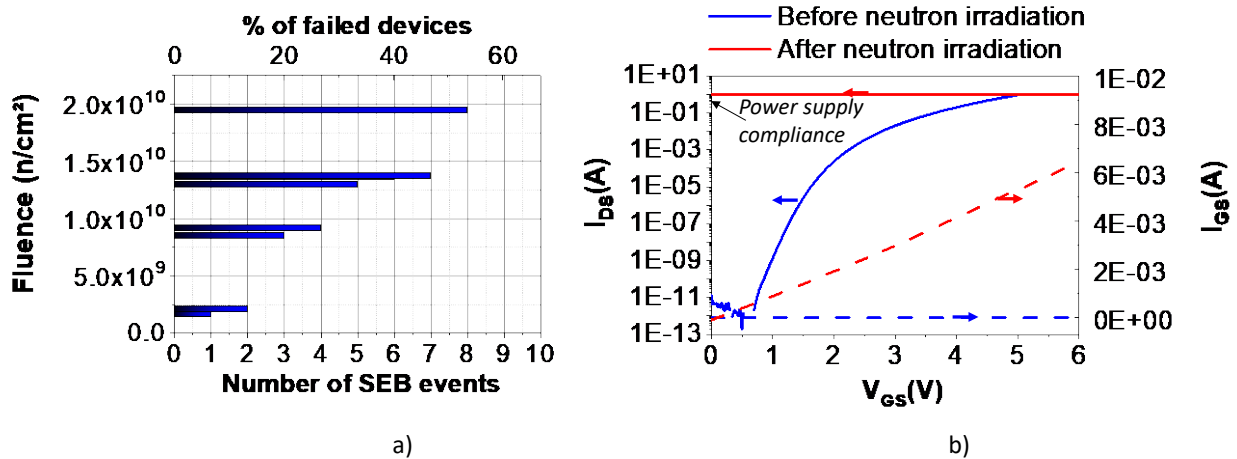 % of failed devices
0 20 40 60
Fluence (n/cm²)
2.0x10¹⁰
1.5x10¹⁰
1.0x10¹⁰
5.0x10⁹
0.0
0 1 2 3 4 5 6 7 8 9 10
Number of SEB events
a)
Before neutron irradiation
After neutron irradiation
I_DS(A)
1E+01
1E-01
1E-03
1E-05
1E-07
1E-09
1E-11
1E-13
Power supply
compliance
1E-02
8E-03
6E-03
4E-03
2E-03
0E+00
I_GS(A)
0 1 2 3 4 5 6
V_GS(V)
b)